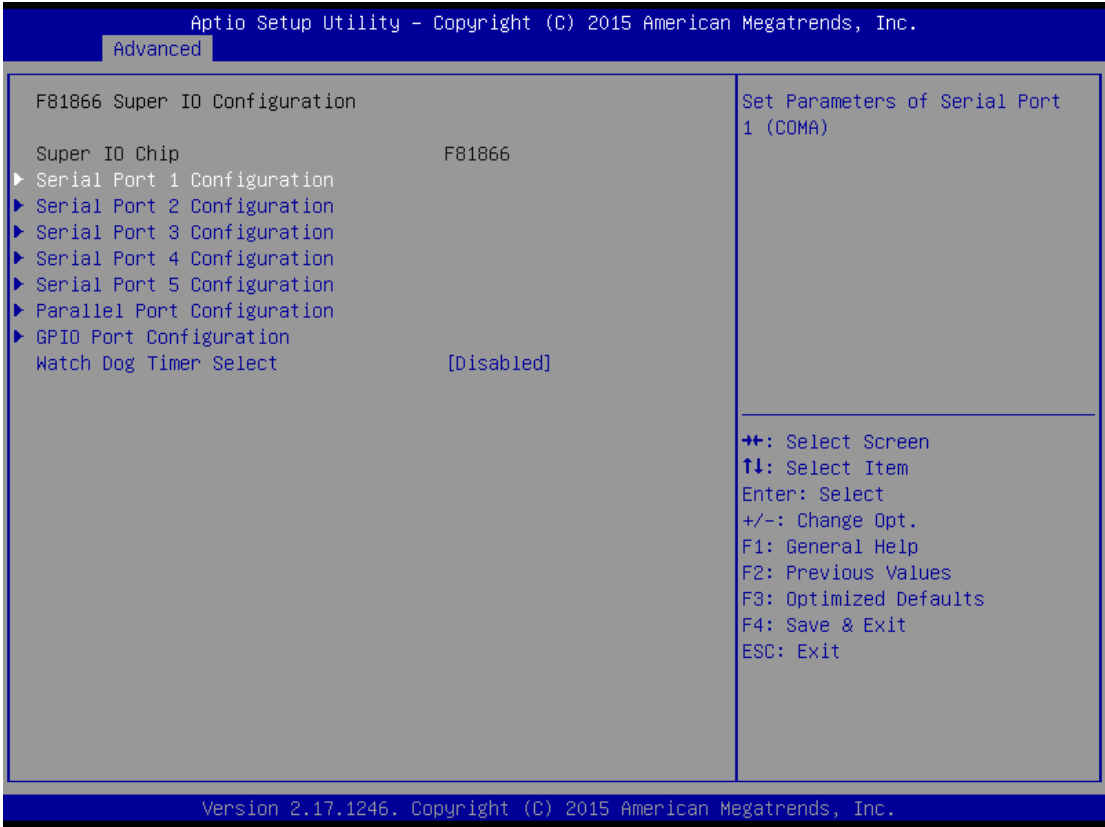 Aptio Setup Utility – Copyright (C) 2015 American Megatrends, Inc.
Advanced
F81866 Super IO Configuration
Super IO Chip F81866
▶ Serial Port 1 Configuration
▶ Serial Port 2 Configuration
▶ Serial Port 3 Configuration
▶ Serial Port 4 Configuration
▶ Serial Port 5 Configuration
▶ Parallel Port Configuration
▶ GPIO Port Configuration
Watch Dog Timer Select [Disabled]
Set Parameters of Serial Port
1 (COMA)
→←: Select Screen
↑↓: Select Item
Enter: Select
+/-: Change Opt.
F1: General Help
F2: Previous Values
F3: Optimized Defaults
F4: Save & Exit
ESC: Exit
Version 2.17.1246. Copyright (C) 2015 American Megatrends, Inc.